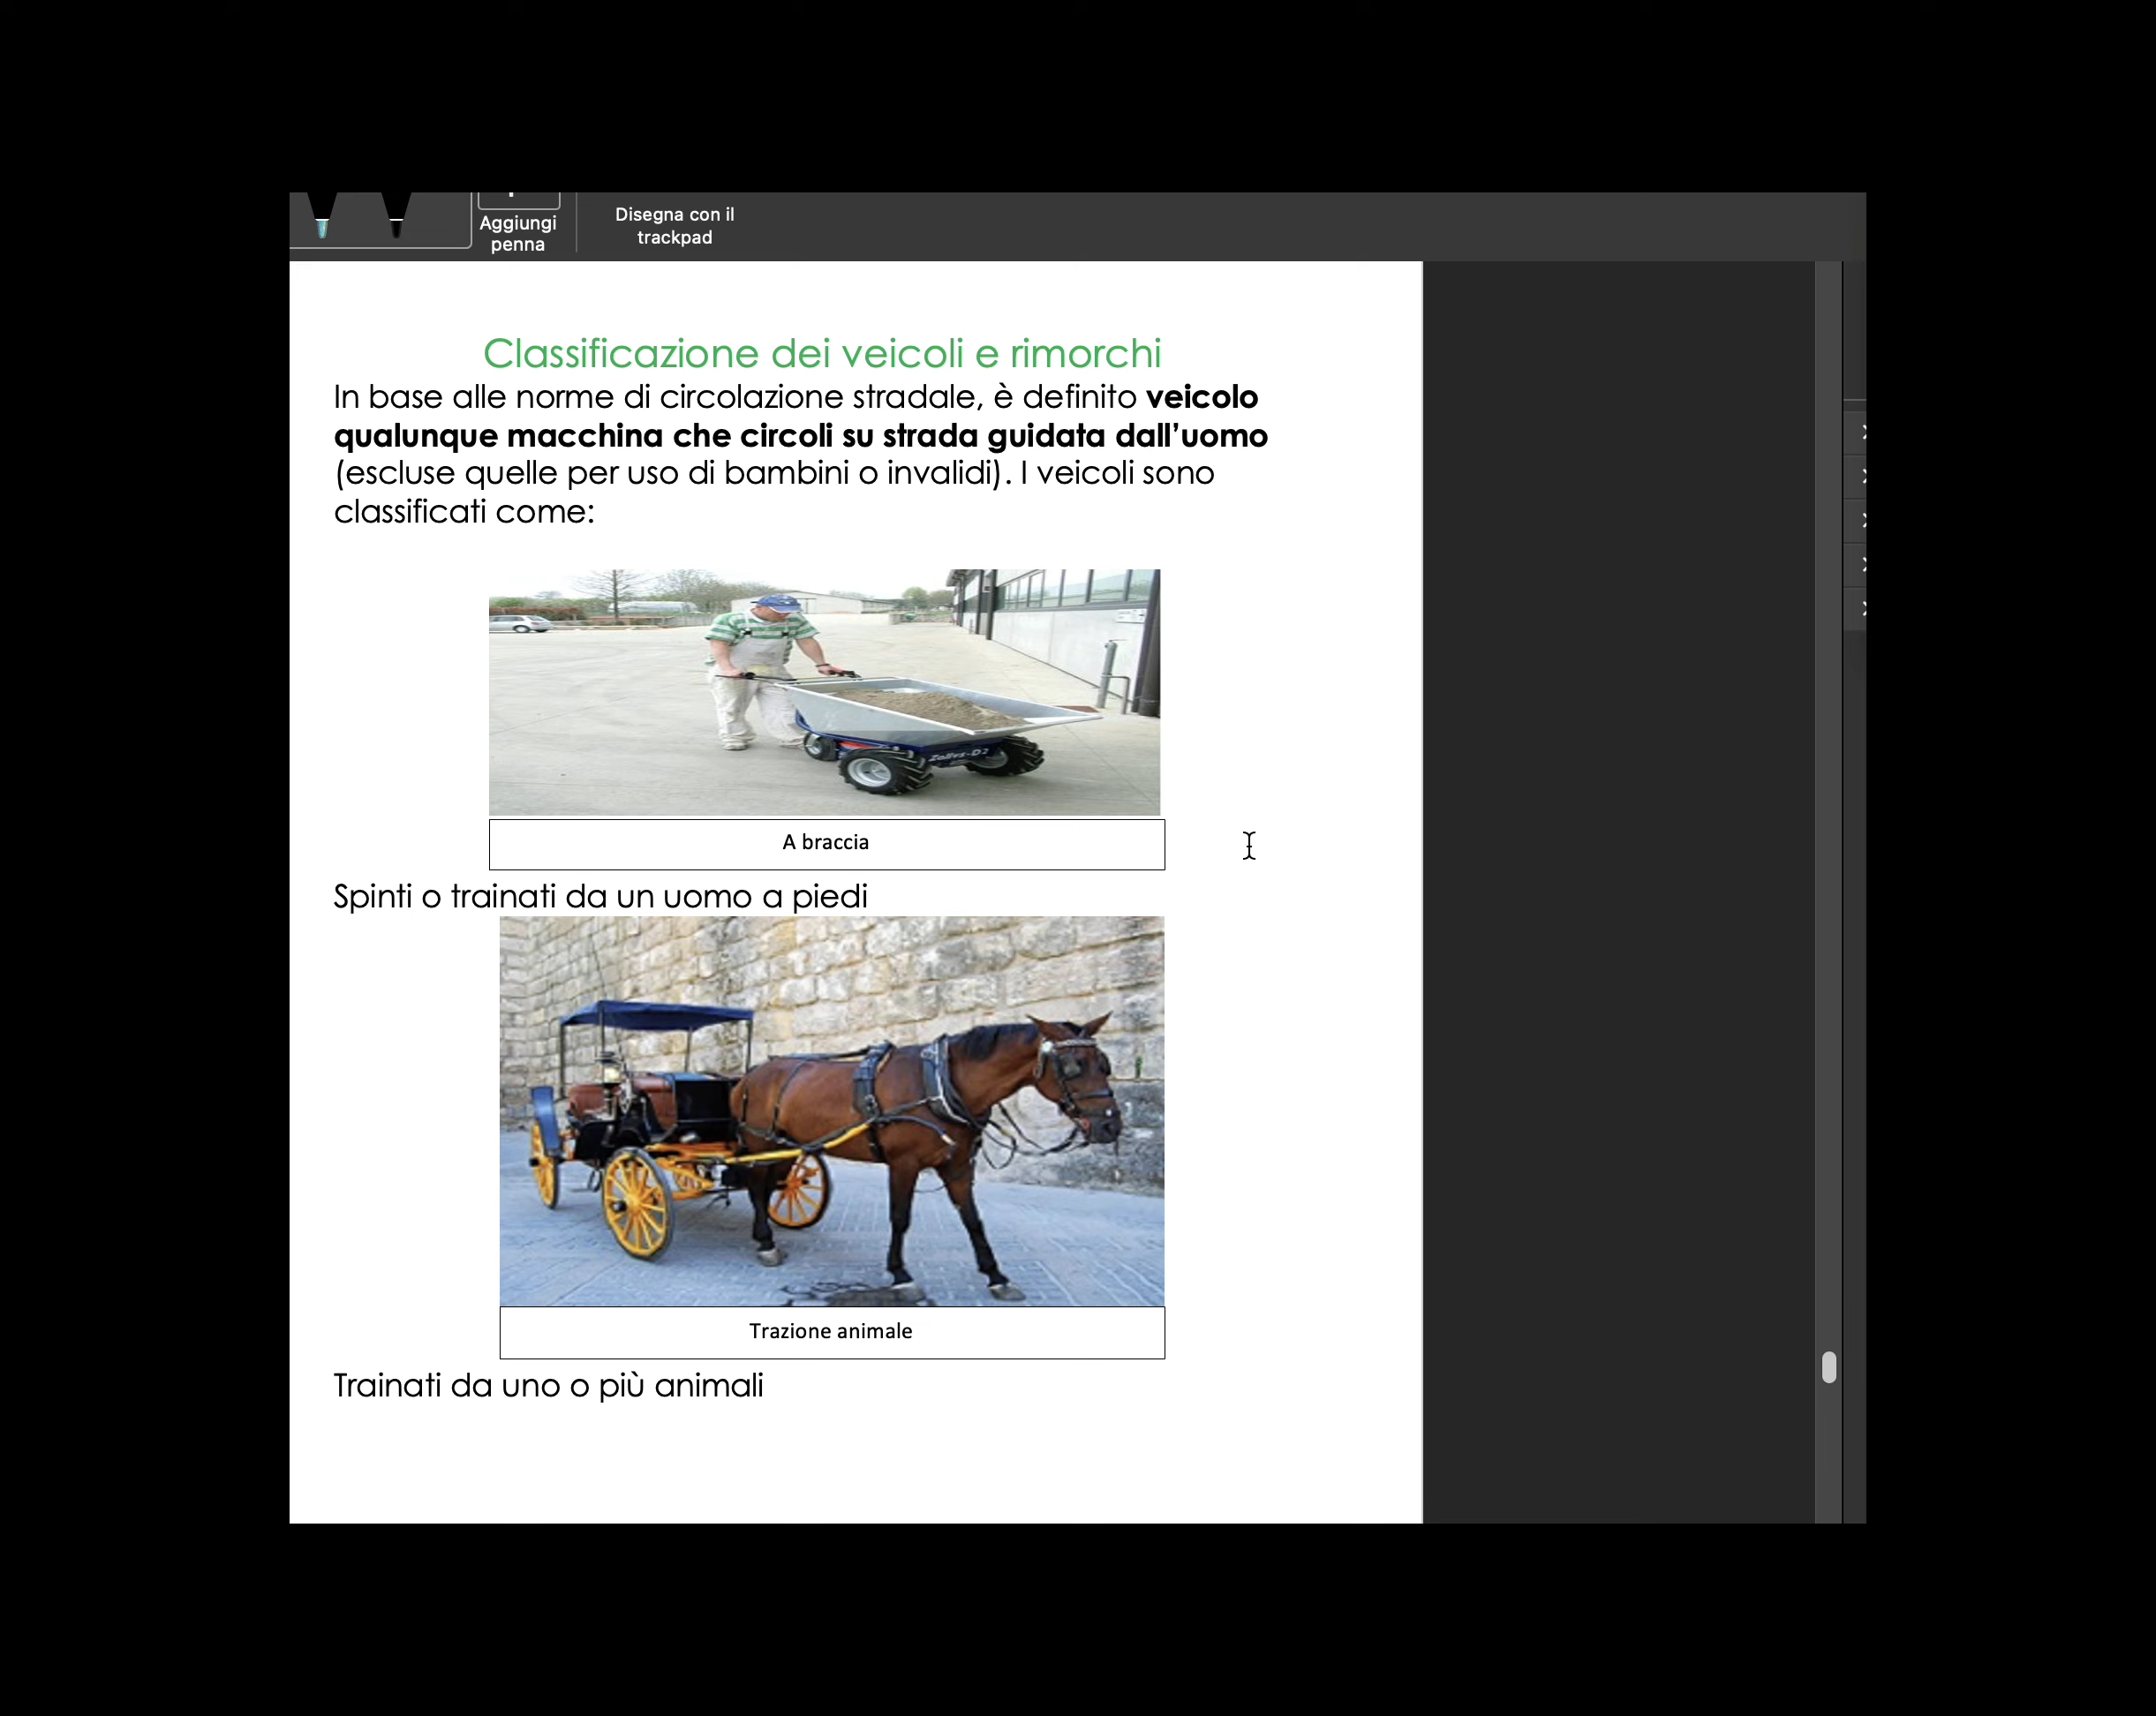 Aggiungi
penna
Disegna con il
trackpad
Classificazione dei veicoli e rimorchi
In base alle norme di circolazione stradale, è definito veicolo
qualunque macchina che circoli su strada guidata dall'uomo
(escluse quelle per uso di bambini o invalidi). I veicoli sono
classificati come:
Zallys-D2
A braccia
Spinti o trainati da un uomo a piedi
Trazione animale
Trainati da uno o più animali